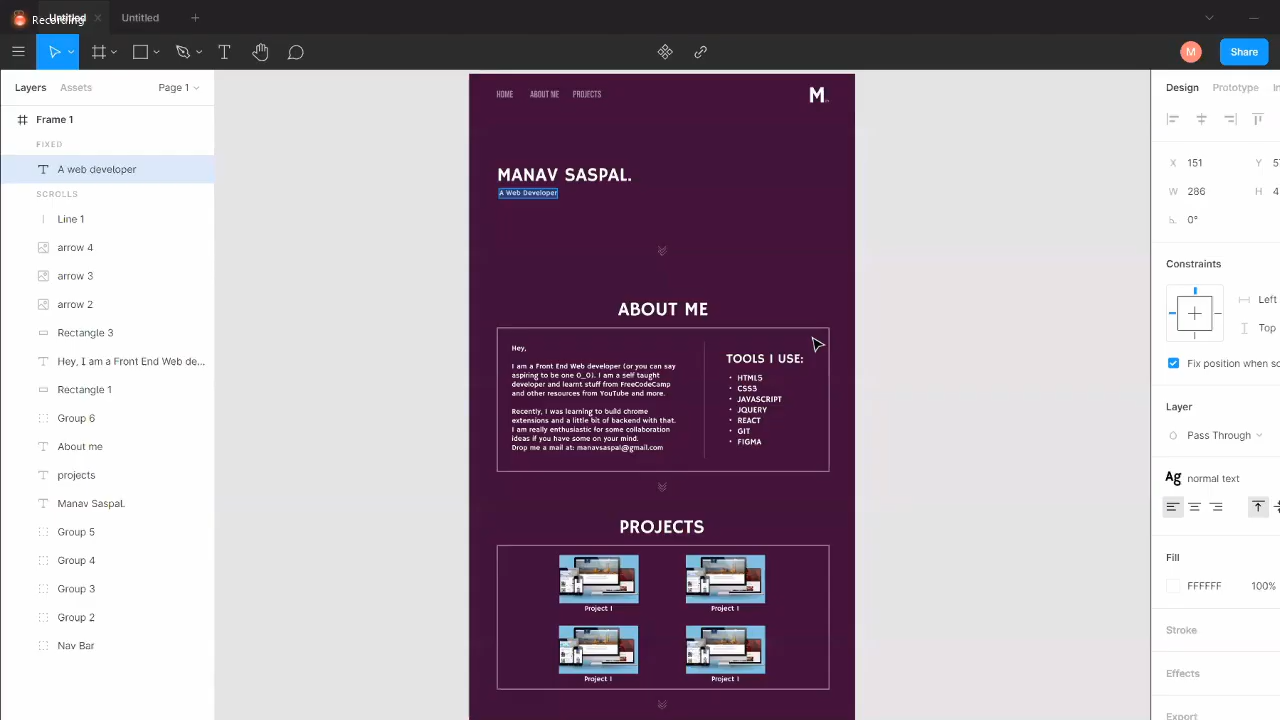 Recording
Untitled
Untitled
Share
M
Layers
Assets
Page 1
Frame 1
FIXED
A web developer
SCROLLS
Line 1
arrow 4
arrow 3
arrow 2
Rectangle 3
Hey, I am a Front End Web de...
Rectangle 1
Group 6
About me
projects
Manav Saspal.
Group 5
Group 4
Group 3
Group 2
Nav Bar
HOME
ABOUT ME
PROJECTS
M
MANAV SASPAL.
A Web Developer
ABOUT ME
Hey,
I am a Front End Web developer (or you can say
aspiring to be one 0_0). I am a self taught
developer and learnt stuff from FreeCodeCamp
and other resources from YouTube and more.
Recently, I was learning to build chrome
extensions and a little bit of backend with that.
I am really enthusiastic for some collaboration
ideas if you have some on your mind.
Drop me a mail at: manavsaspal@gmail.com
TOOLS I USE:
• HTML5
• CSS3
• JAVASCRIPT
• JQUERY
• REACT
• GIT
• FIGMA
PROJECTS
Project 1
Project 1
Project 1
Project 1
Design
Prototype
In
X 151
Y 5
W 286
H 4
0°
Constraints
Left
Top
Fix position when sc
Layer
Pass Through
Ag normal text
Fill
FFFFFF 100%
Stroke
Effects
Export